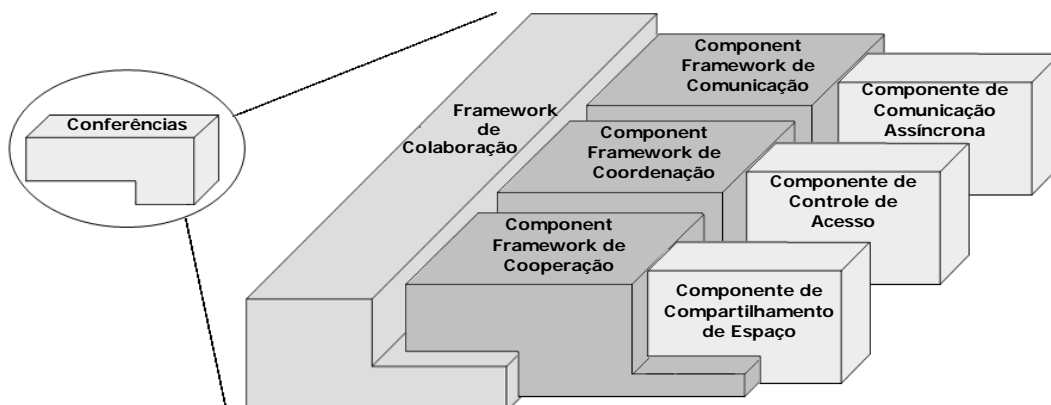 Conferências
Framework
de
Colaboração
Component
Framework de
Comunicação
Componente de
Comunicação
Assíncrona
Component
Framework de
Coordenação
Componente de
Controle de
Acesso
Component
Framework de
Cooperação
Componente de
Compartilhamento
de Espaço